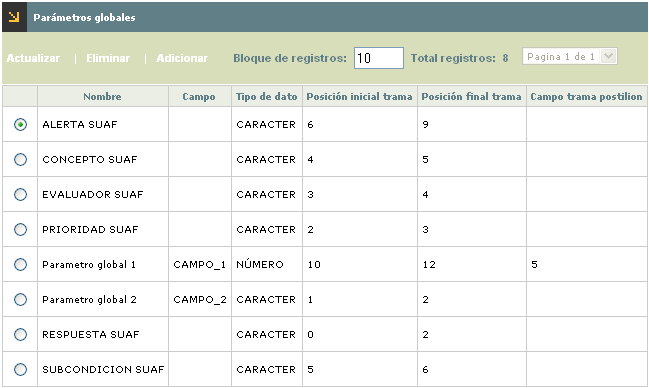 Parámetros globales
Actualizar | Eliminar | Adicionar Bloque de registros: 10 Total registros: 8 Pagina 1 de 1
Nombre Campo Tipo de dato Posición inicial trama Posición final trama Campo trama postilion
ALERTA SUAF CARACTER 6 9
CONCEPTO SUAF CARACTER 4 5
EVALUADOR SUAF CARACTER 3 4
PRIORIDAD SUAF CARACTER 2 3
Parametro global 1 CAMPO_1 NÚMERO 10 12 5
Parametro global 2 CAMPO_2 CARACTER 1 2
RESPUESTA SUAF CARACTER 0 2
SUBCONDICION SUAF CARACTER 5 6